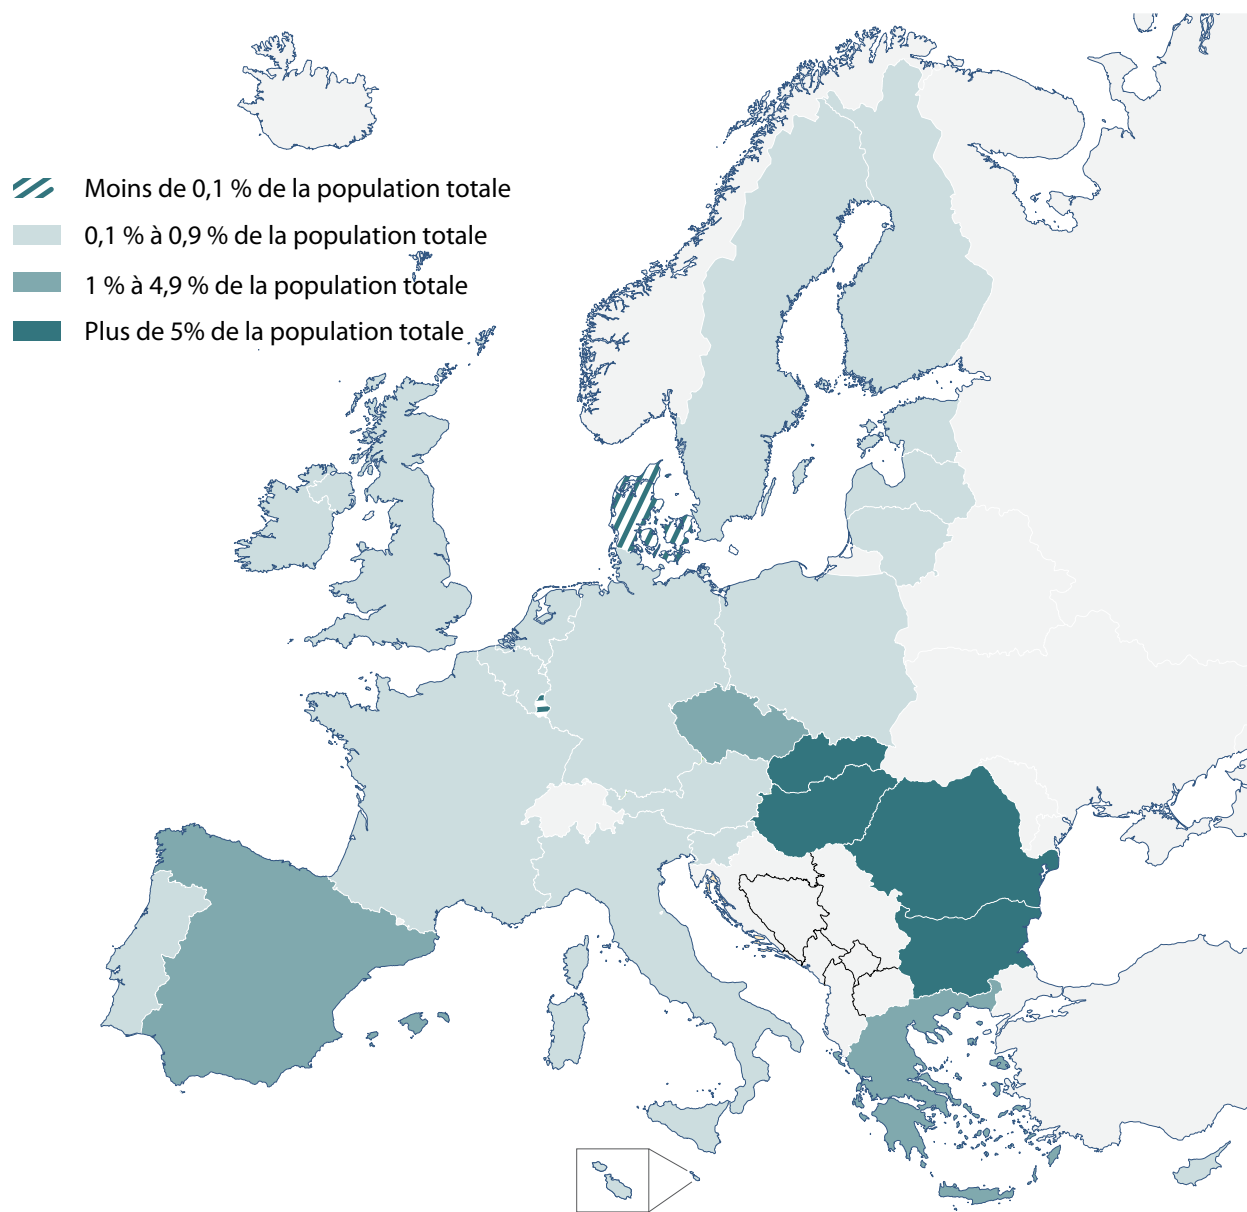 Moins de 0,1 % de la population totale
0,1 % à 0,9 % de la population totale
1 % à 4,9 % de la population totale
Plus de 5% de la population totale